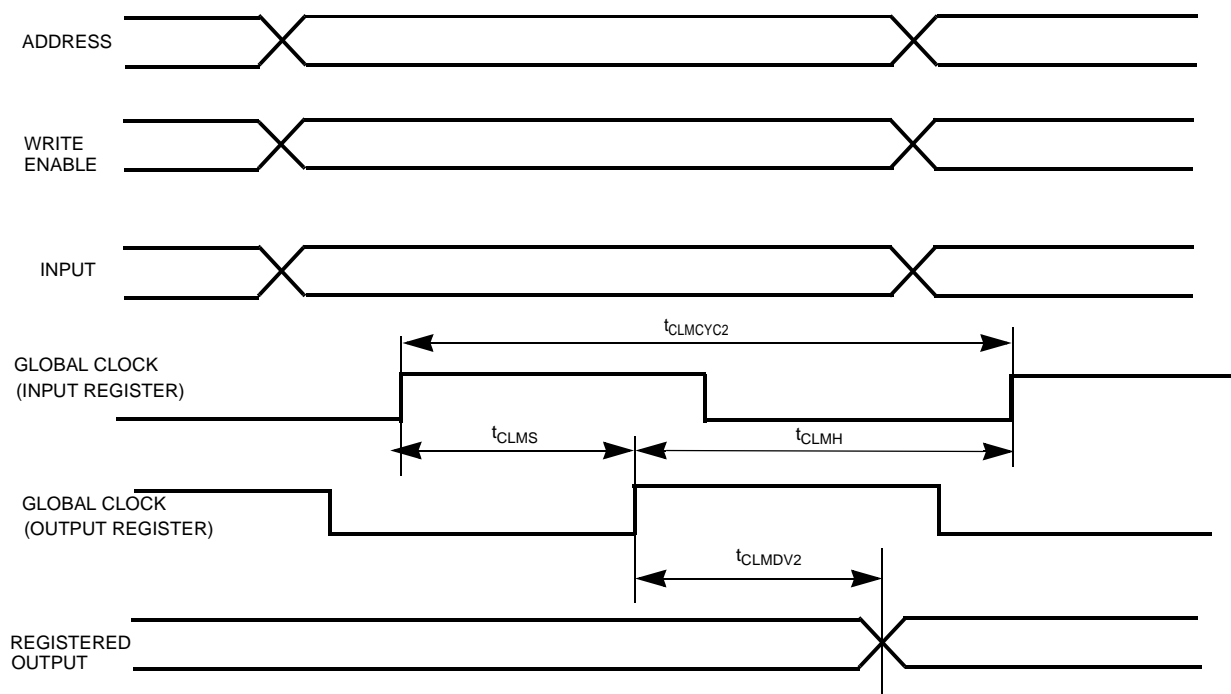 ADDRESS
WRITE
ENABLE
INPUT
tCLMCYC2
GLOBAL CLOCK
(INPUT REGISTER)
tCLMS
tCLMH
GLOBAL CLOCK
(OUTPUT REGISTER)
tCLMDV2
REGISTERED
OUTPUT